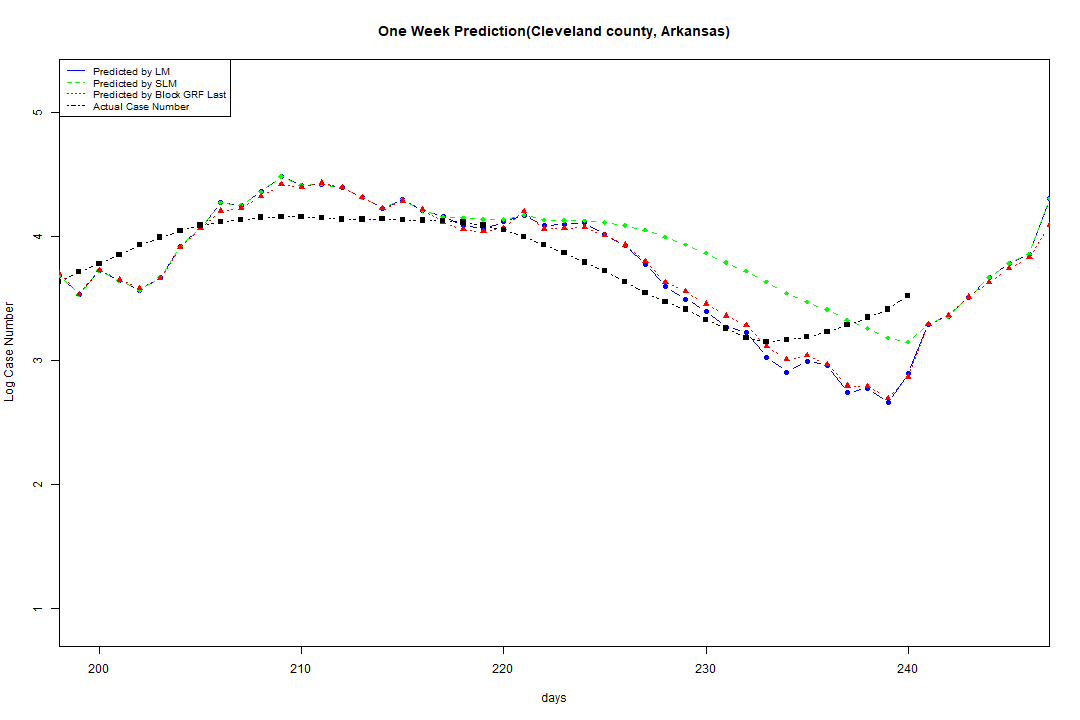 One Week Prediction(Cleveland county, Arkansas)
Predicted by LM
Predicted by SLM
Predicted by Block GRF Last
Actual Case Number
5
4
3
2
1
Log Case Number
200 210 220 230 240
days